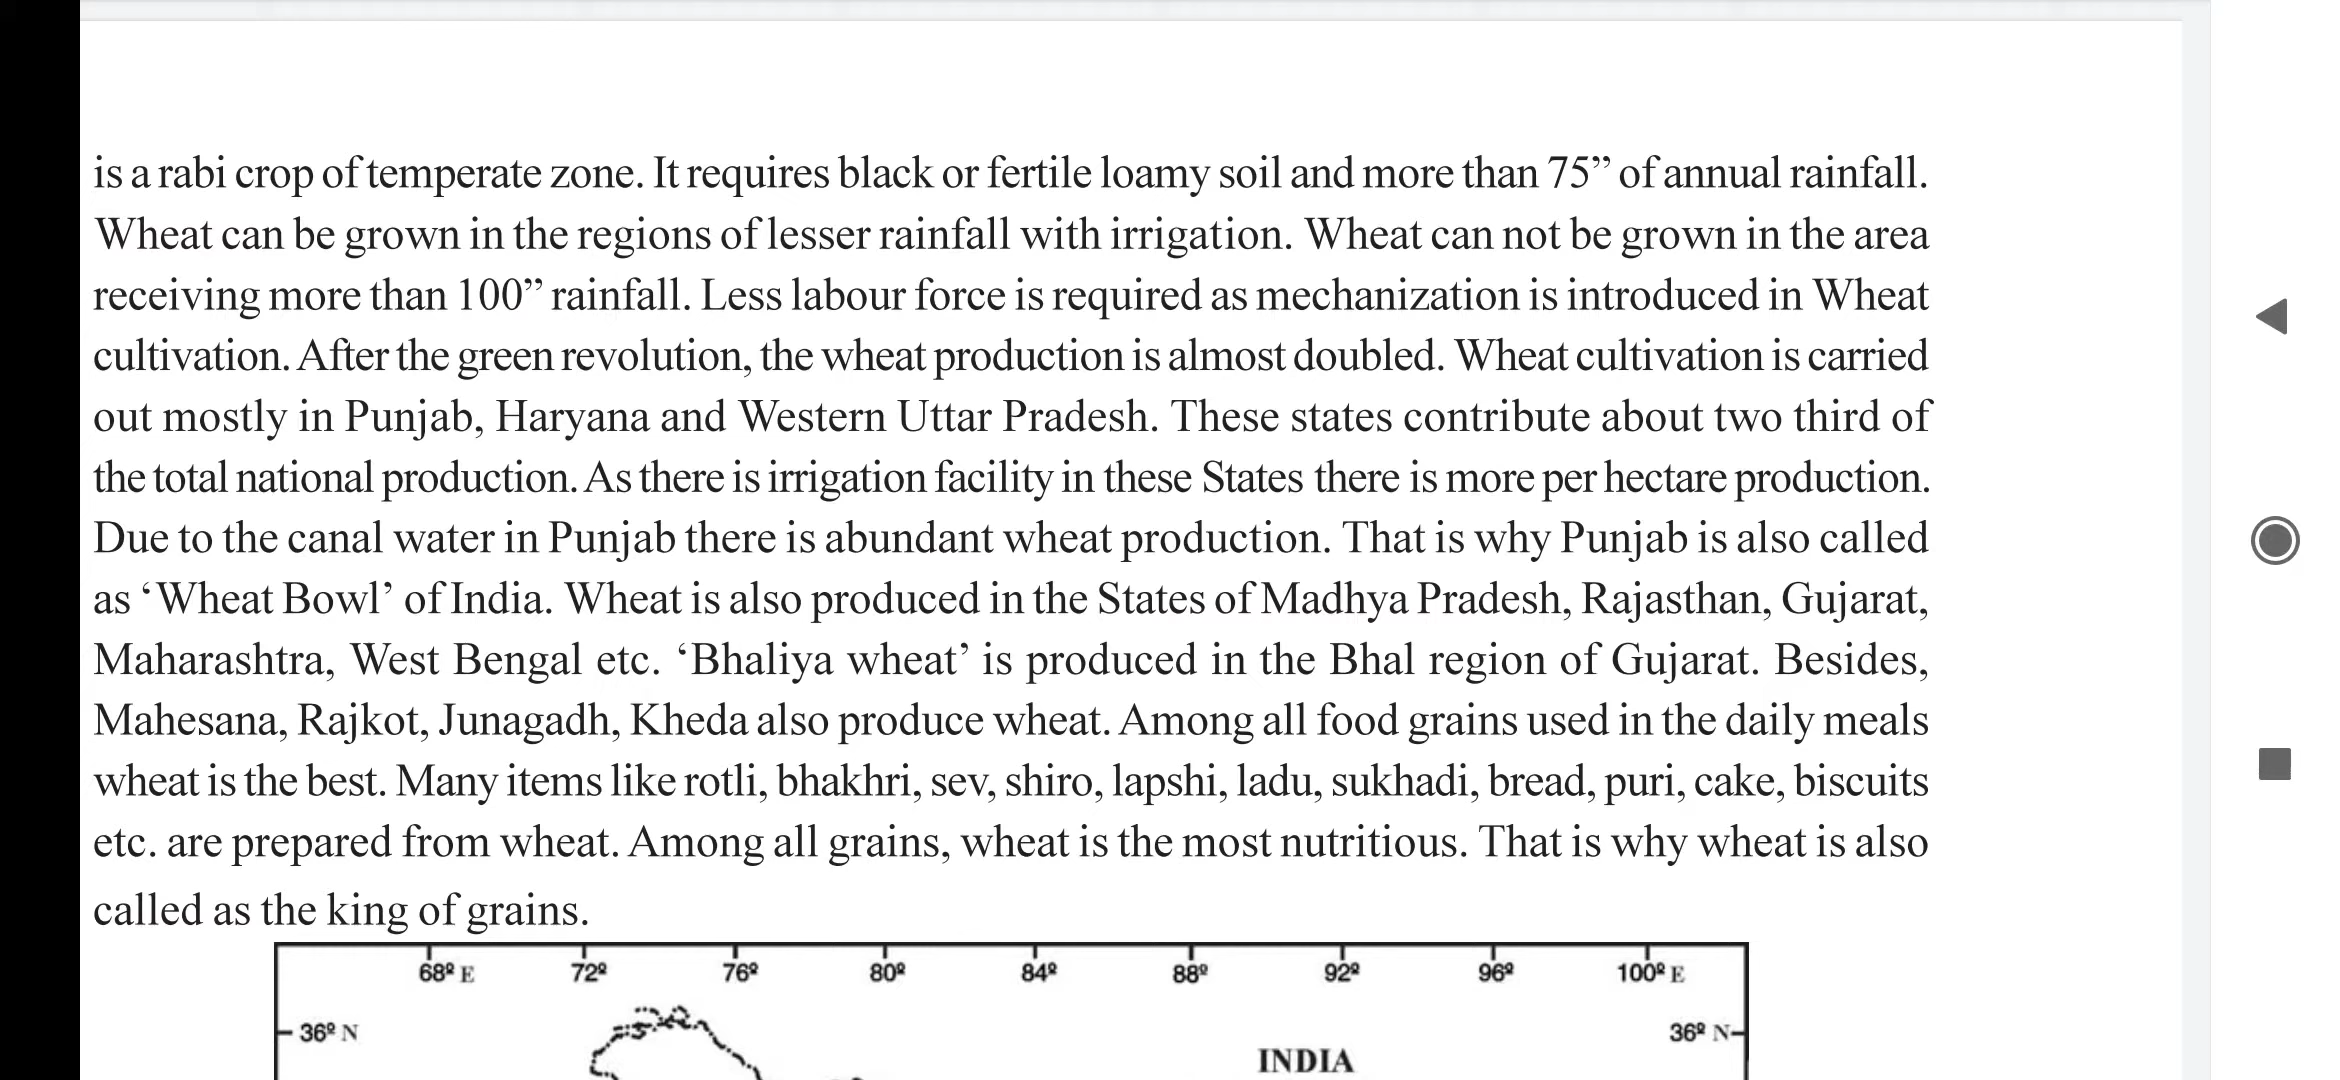 is a rabi crop of temperate zone. It requires black or fertile loamy soil and more than 75” of annual rainfall.
Wheat can be grown in the regions of lesser rainfall with irrigation. Wheat can not be grown in the area
receiving more than 100” rainfall. Less labour force is required as mechanization is introduced in Wheat
cultivation. After the green revolution, the wheat production is almost doubled. Wheat cultivation is carried
out mostly in Punjab, Haryana and Western Uttar Pradesh. These states contribute about two third of
the total national production. As there is irrigation facility in these States there is more per hectare production.
Due to the canal water in Punjab there is abundant wheat production. That is why Punjab is also called
as ‘Wheat Bowl’ of India. Wheat is also produced in the States of Madhya Pradesh, Rajasthan, Gujarat,
Maharashtra, West Bengal etc. ‘Bhaliya wheat’ is produced in the Bhal region of Gujarat. Besides,
Mahesana, Rajkot, Junagadh, Kheda also produce wheat. Among all food grains used in the daily meals
wheat is the best. Many items like rotli, bhakhri, sev, shiro, lapshi, ladu, sukhadi, bread, puri, cake, biscuits
etc. are prepared from wheat. Among all grains, wheat is the most nutritious. That is why wheat is also
called as the king of grains.
68º E 72º 76º 80º 84º 88º 92º 96º 100º E
36º N 36º N
INDIA